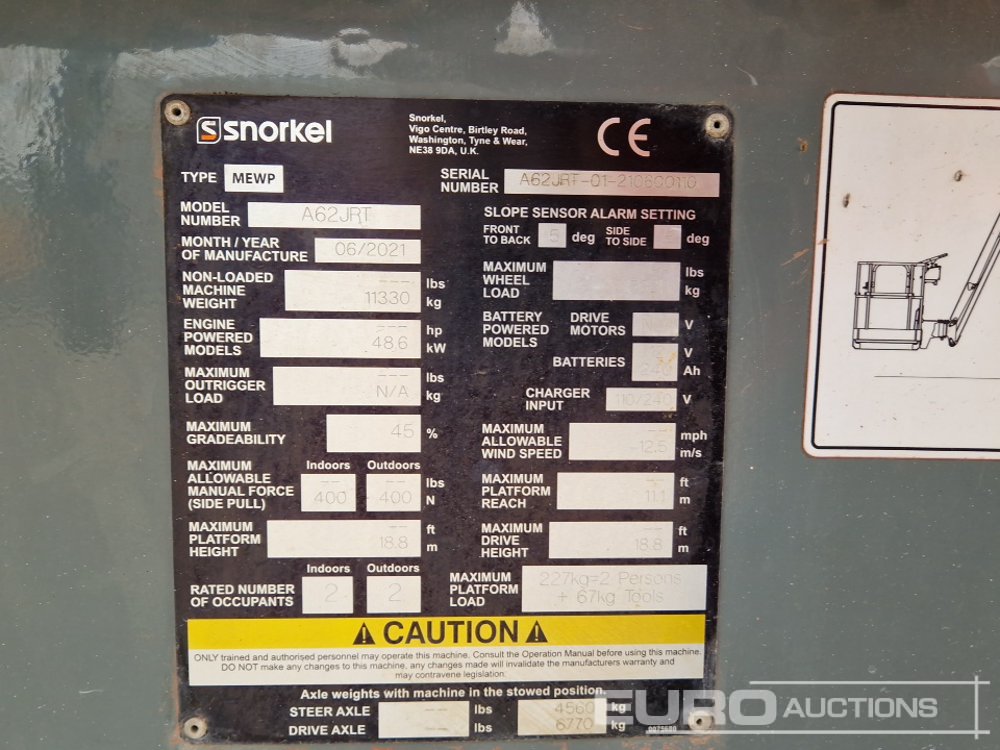 snorkel
Snorkel,
Vigo Centre, Birtley Road,
Washington, Tyne & Wear,
NE38 9DA, U.K.
CE
TYPE MEWP
SERIAL NUMBER A62JRT-01-210800110
MODEL NUMBER A62JRT
MONTH / YEAR OF MANUFACTURE 06/2021
NON-LOADED MACHINE WEIGHT --- lbs
11330 kg
ENGINE POWERED MODELS --- hp
48.6 kW
MAXIMUM OUTRIGGER LOAD --- lbs
N/A kg
MAXIMUM GRADEABILITY 45 %
Indoors Outdoors
MAXIMUM ALLOWABLE MANUAL FORCE (SIDE PULL) -- -- lbs
400 400 N
MAXIMUM PLATFORM HEIGHT -- ft
18.8 m
Indoors Outdoors
RATED NUMBER OF OCCUPANTS 2 2
SLOPE SENSOR ALARM SETTING
FRONT TO BACK 5 deg SIDE TO SIDE deg
MAXIMUM WHEEL LOAD lbs
kg
BATTERY POWERED MODELS DRIVE MOTORS V
BATTERIES V
240 Ah
CHARGER INPUT 110/240 V
MAXIMUM ALLOWABLE WIND SPEED -- mph
12.5 m/s
MAXIMUM PLATFORM REACH -- ft
11.1 m
MAXIMUM DRIVE HEIGHT -- ft
18.8 m
MAXIMUM PLATFORM LOAD 227kg=2 Persons
+ 67kg Tools
CAUTION
ONLY trained and authorised personnel may operate this machine. Consult the Operation Manual before using this machine.
DO NOT make any changes to this machine, any changes made will invalidate the manufacturers warranty and
may contravene legislation.
Axle weights with machine in the stowed position.
STEER AXLE --- lbs 4560 kg
DRIVE AXLE --- lbs 6770 kg
0075680
EURO AUCTIONS